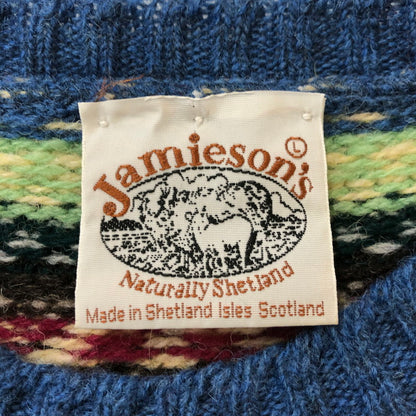 Jamieson's
L
Naturally Shetland
Made in Shetland Isles Scotland